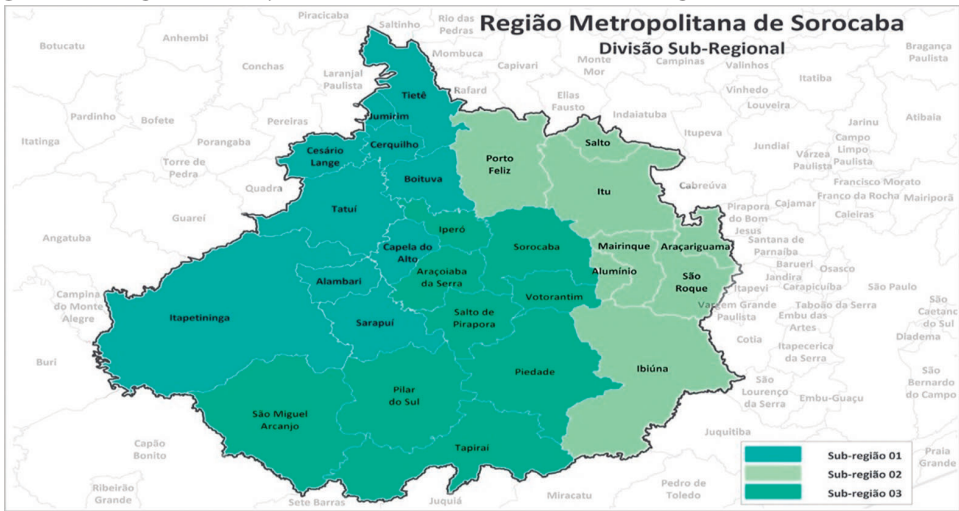 Região Metropolitana de Sorocaba
Divisão Sub-Regional
Piracicaba
Saltinho
Rio das
Pedras
Anhembi
Botucatu
Mombuca
Capivari
Monte
Mor
Campinas
Valinhos
Bragança
Paulista
Conchas
Laranjal
Paulista
Tietê
Rafard
Elias
Fausto
Indaiatuba
Vinhedo
Louveira
Itatiba
Pardinho
Bofete
Pereiras
Jumirim
Jarinu
Atibaia
Itatinga
Porangaba
Cesário
Lange
Cerquilho
Salto
Itupeva
Jundiaí
Campo
Limpo
Paulista
Várzea
Paulista
Torre de
Pedra
Quadra
Boituva
Porto
Feliz
Itu
Cabreúva
Francisco Morato
Franco da Rocha
Mairiporã
Guareí
Tatuí
Pirapora
do Bom
Jesus
Cajamar
Caieiras
Angatuba
Iperó
Sorocaba
Mairinque
Araçariguama
Santana de
Parnaíba
Capela do
Alto
Araçoiaba
da Serra
Alumínio
São
Roque
Barueri
Jandira
Itapevi
Carapicuíba
Osasco
São Paulo
Campina
do Monte
Alegre
Alambari
Votorantim
Vargem Grande
Paulista
Taboão da Serra
São
Caetano
do Sul
Itapetininga
Sarapuí
Salto de
Pirapora
Embu das
Artes
Cotia
Itapecerica
da Serra
Diadema
Buri
Piedade
Ibiúna
São
Lourenço
da Serra
Embu-Guaçu
São
Bernardo
do Campo
São Miguel
Arcanjo
Pilar
do Sul
Juquitiba
Capão
Bonito
Tapiraí
Sub-região 01
Sub-região 02
Sub-região 03
Praia
Grande
Ribeirão
Grande
Sete Barras
Juquiá
Miracatu
Pedro de
Toledo